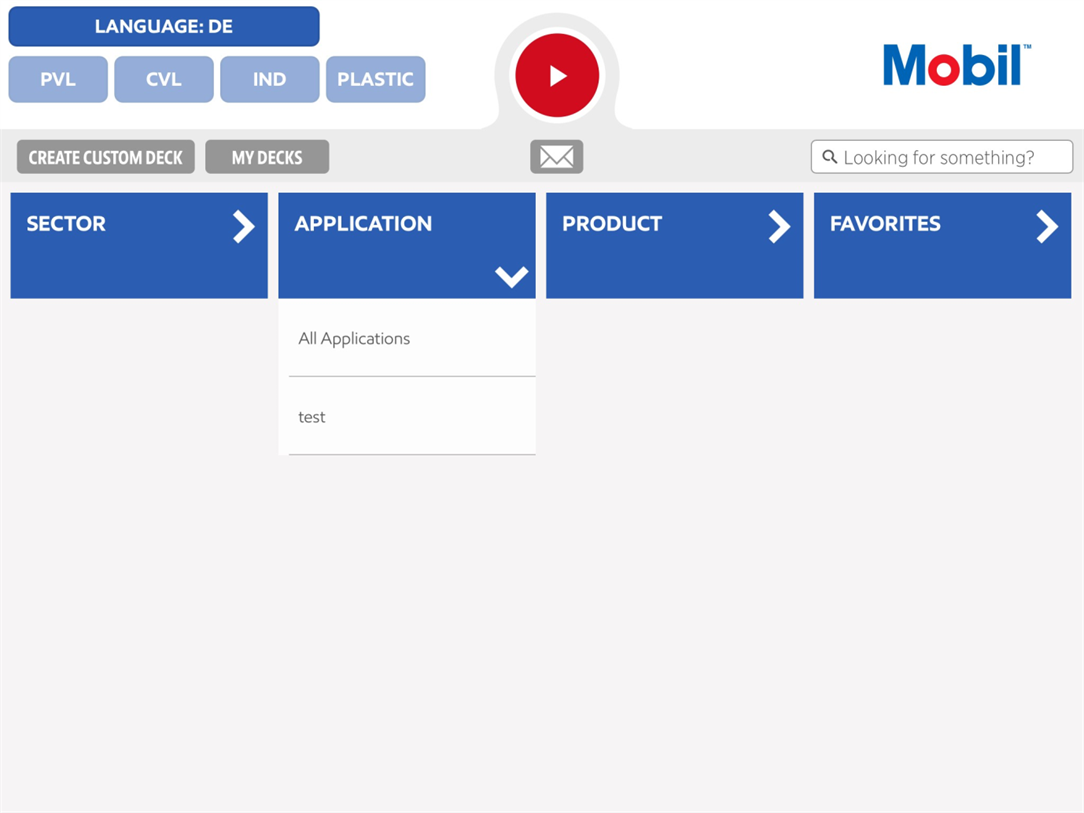 LANGUAGE: DE
PVL
CVL
IND
PLASTIC
Mobil™
CREATE CUSTOM DECK
MY DECKS
Looking for something?
SECTOR
APPLICATION
PRODUCT
FAVORITES
All Applications
test